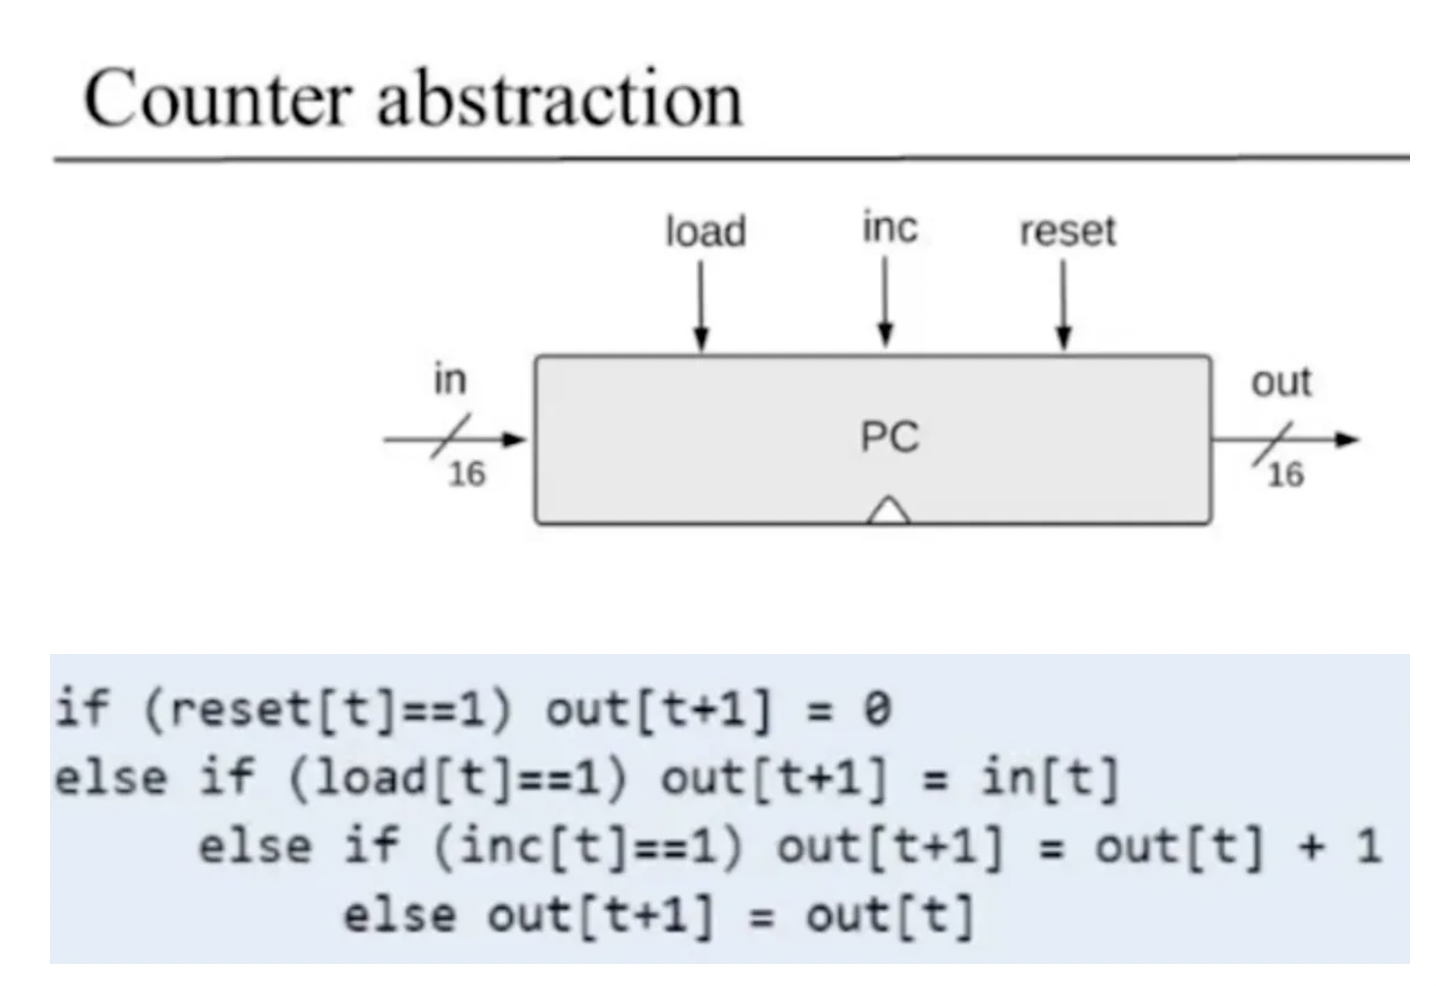 Counter abstraction
load inc reset
in out
PC
16 16
if (reset[t]==1) out[t+1] = 0
else if (load[t]==1) out[t+1] = in[t]
else if (inc[t]==1) out[t+1] = out[t] + 1
else out[t+1] = out[t]